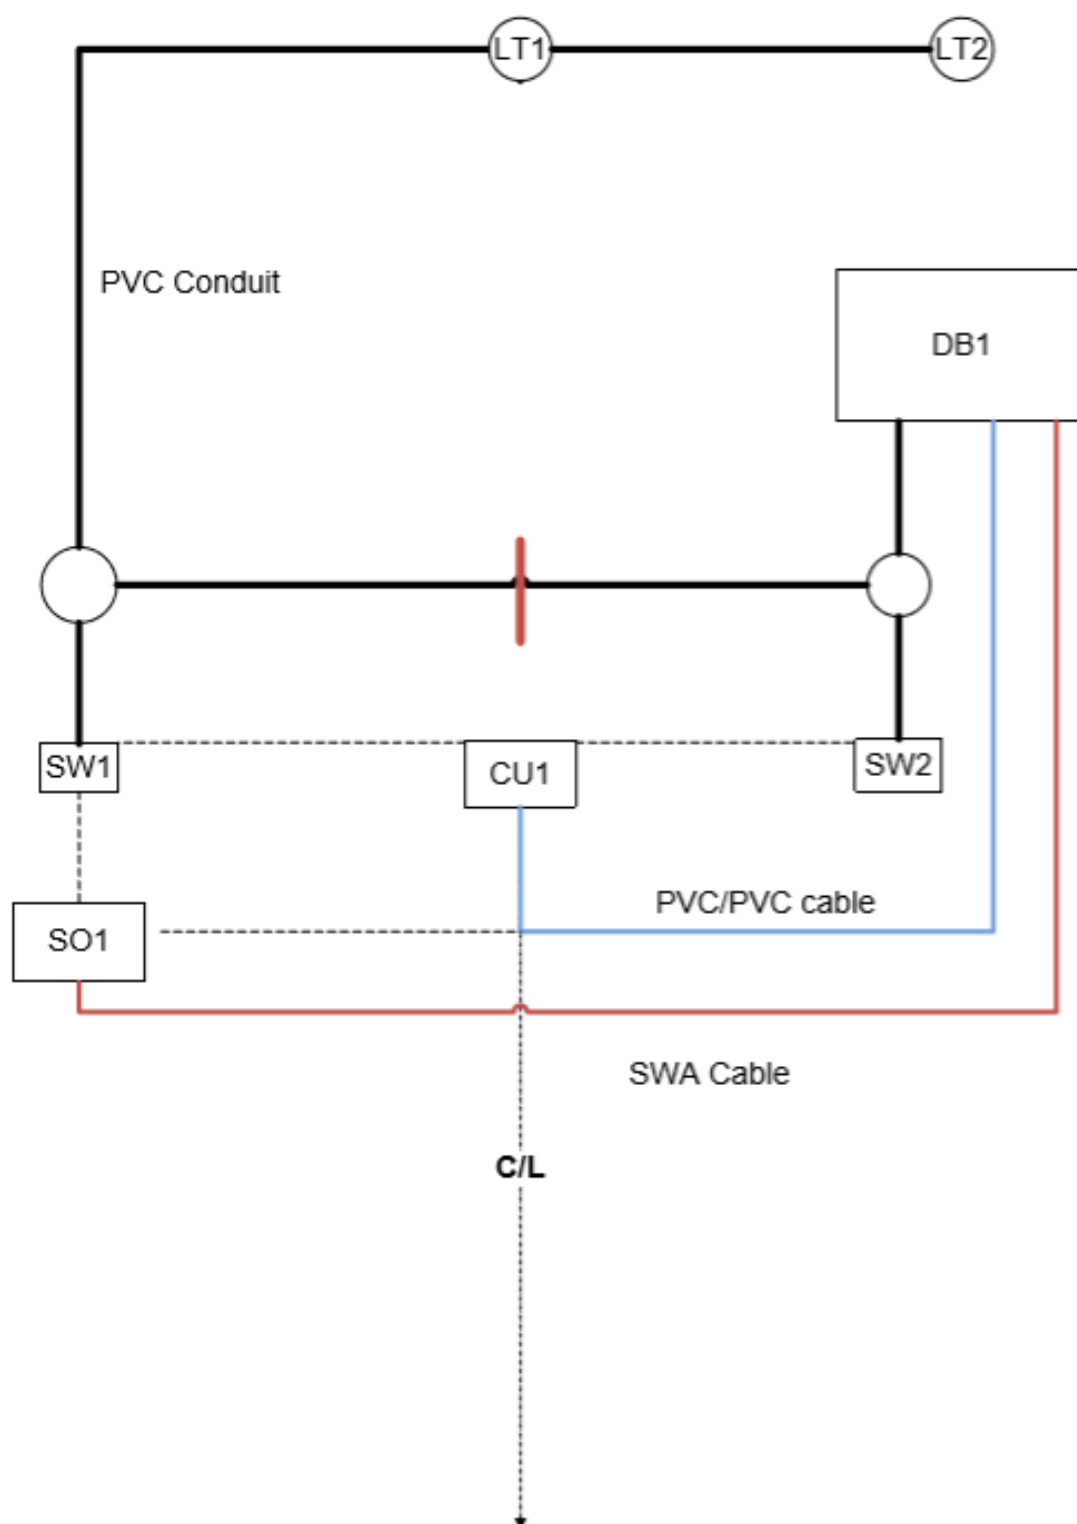 LT1
LT2
PVC Conduit
DB1
SW1
CU1
SW2
PVC/PVC cable
SO1
SWA Cable
C/L